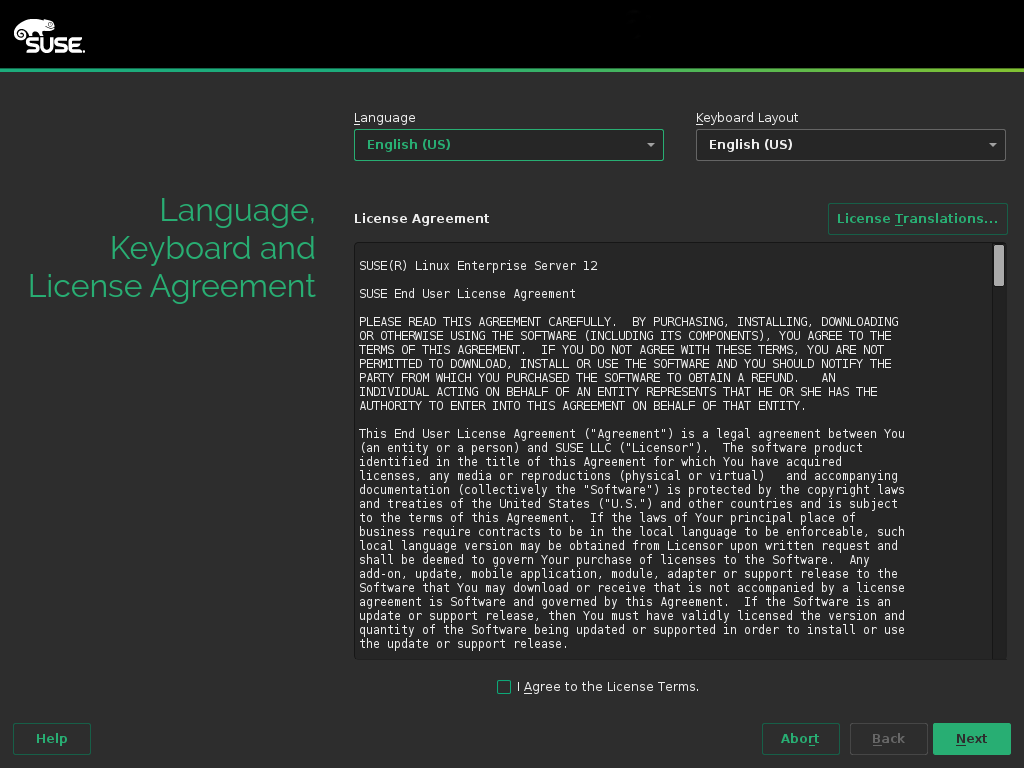 SUSE.
Language
Keyboard Layout
English (US)
English (US)
Language,
Keyboard and
License Agreement
License Agreement
License Translations...
SUSE(R) Linux Enterprise Server 12
SUSE End User License Agreement
PLEASE READ THIS AGREEMENT CAREFULLY.  BY PURCHASING, INSTALLING, DOWNLOADING
OR OTHERWISE USING THE SOFTWARE (INCLUDING ITS COMPONENTS), YOU AGREE TO THE
TERMS OF THIS AGREEMENT.  IF YOU DO NOT AGREE WITH THESE TERMS, YOU ARE NOT
PERMITTED TO DOWNLOAD, INSTALL OR USE THE SOFTWARE AND YOU SHOULD NOTIFY THE
PARTY FROM WHICH YOU PURCHASED THE SOFTWARE TO OBTAIN A REFUND.   AN
INDIVIDUAL ACTING ON BEHALF OF AN ENTITY REPRESENTS THAT HE OR SHE HAS THE
AUTHORITY TO ENTER INTO THIS AGREEMENT ON BEHALF OF THAT ENTITY.
This End User License Agreement ("Agreement") is a legal agreement between You
(an entity or a person) and SUSE LLC ("Licensor").  The software product
identified in the title of this Agreement for which You have acquired
licenses, any media or reproductions (physical or virtual)   and accompanying
documentation (collectively the "Software") is protected by the copyright laws
and treaties of the United States ("U.S.") and other countries and is subject
to the terms of this Agreement.  If the laws of Your principal place of
business require contracts to be in the local language to be enforceable, such
local language version may be obtained from Licensor upon written request and
shall be deemed to govern Your purchase of licenses to the Software.  Any
add-on, update, mobile application, module, adapter or support release to the
Software that You may download or receive that is not accompanied by a license
agreement is Software and governed by this Agreement.  If the Software is an
update or support release, then You must have validly licensed the version and
quantity of the Software being updated or supported in order to install or use
the update or support release.
I Agree to the License Terms.
Help
Abort
Back
Next